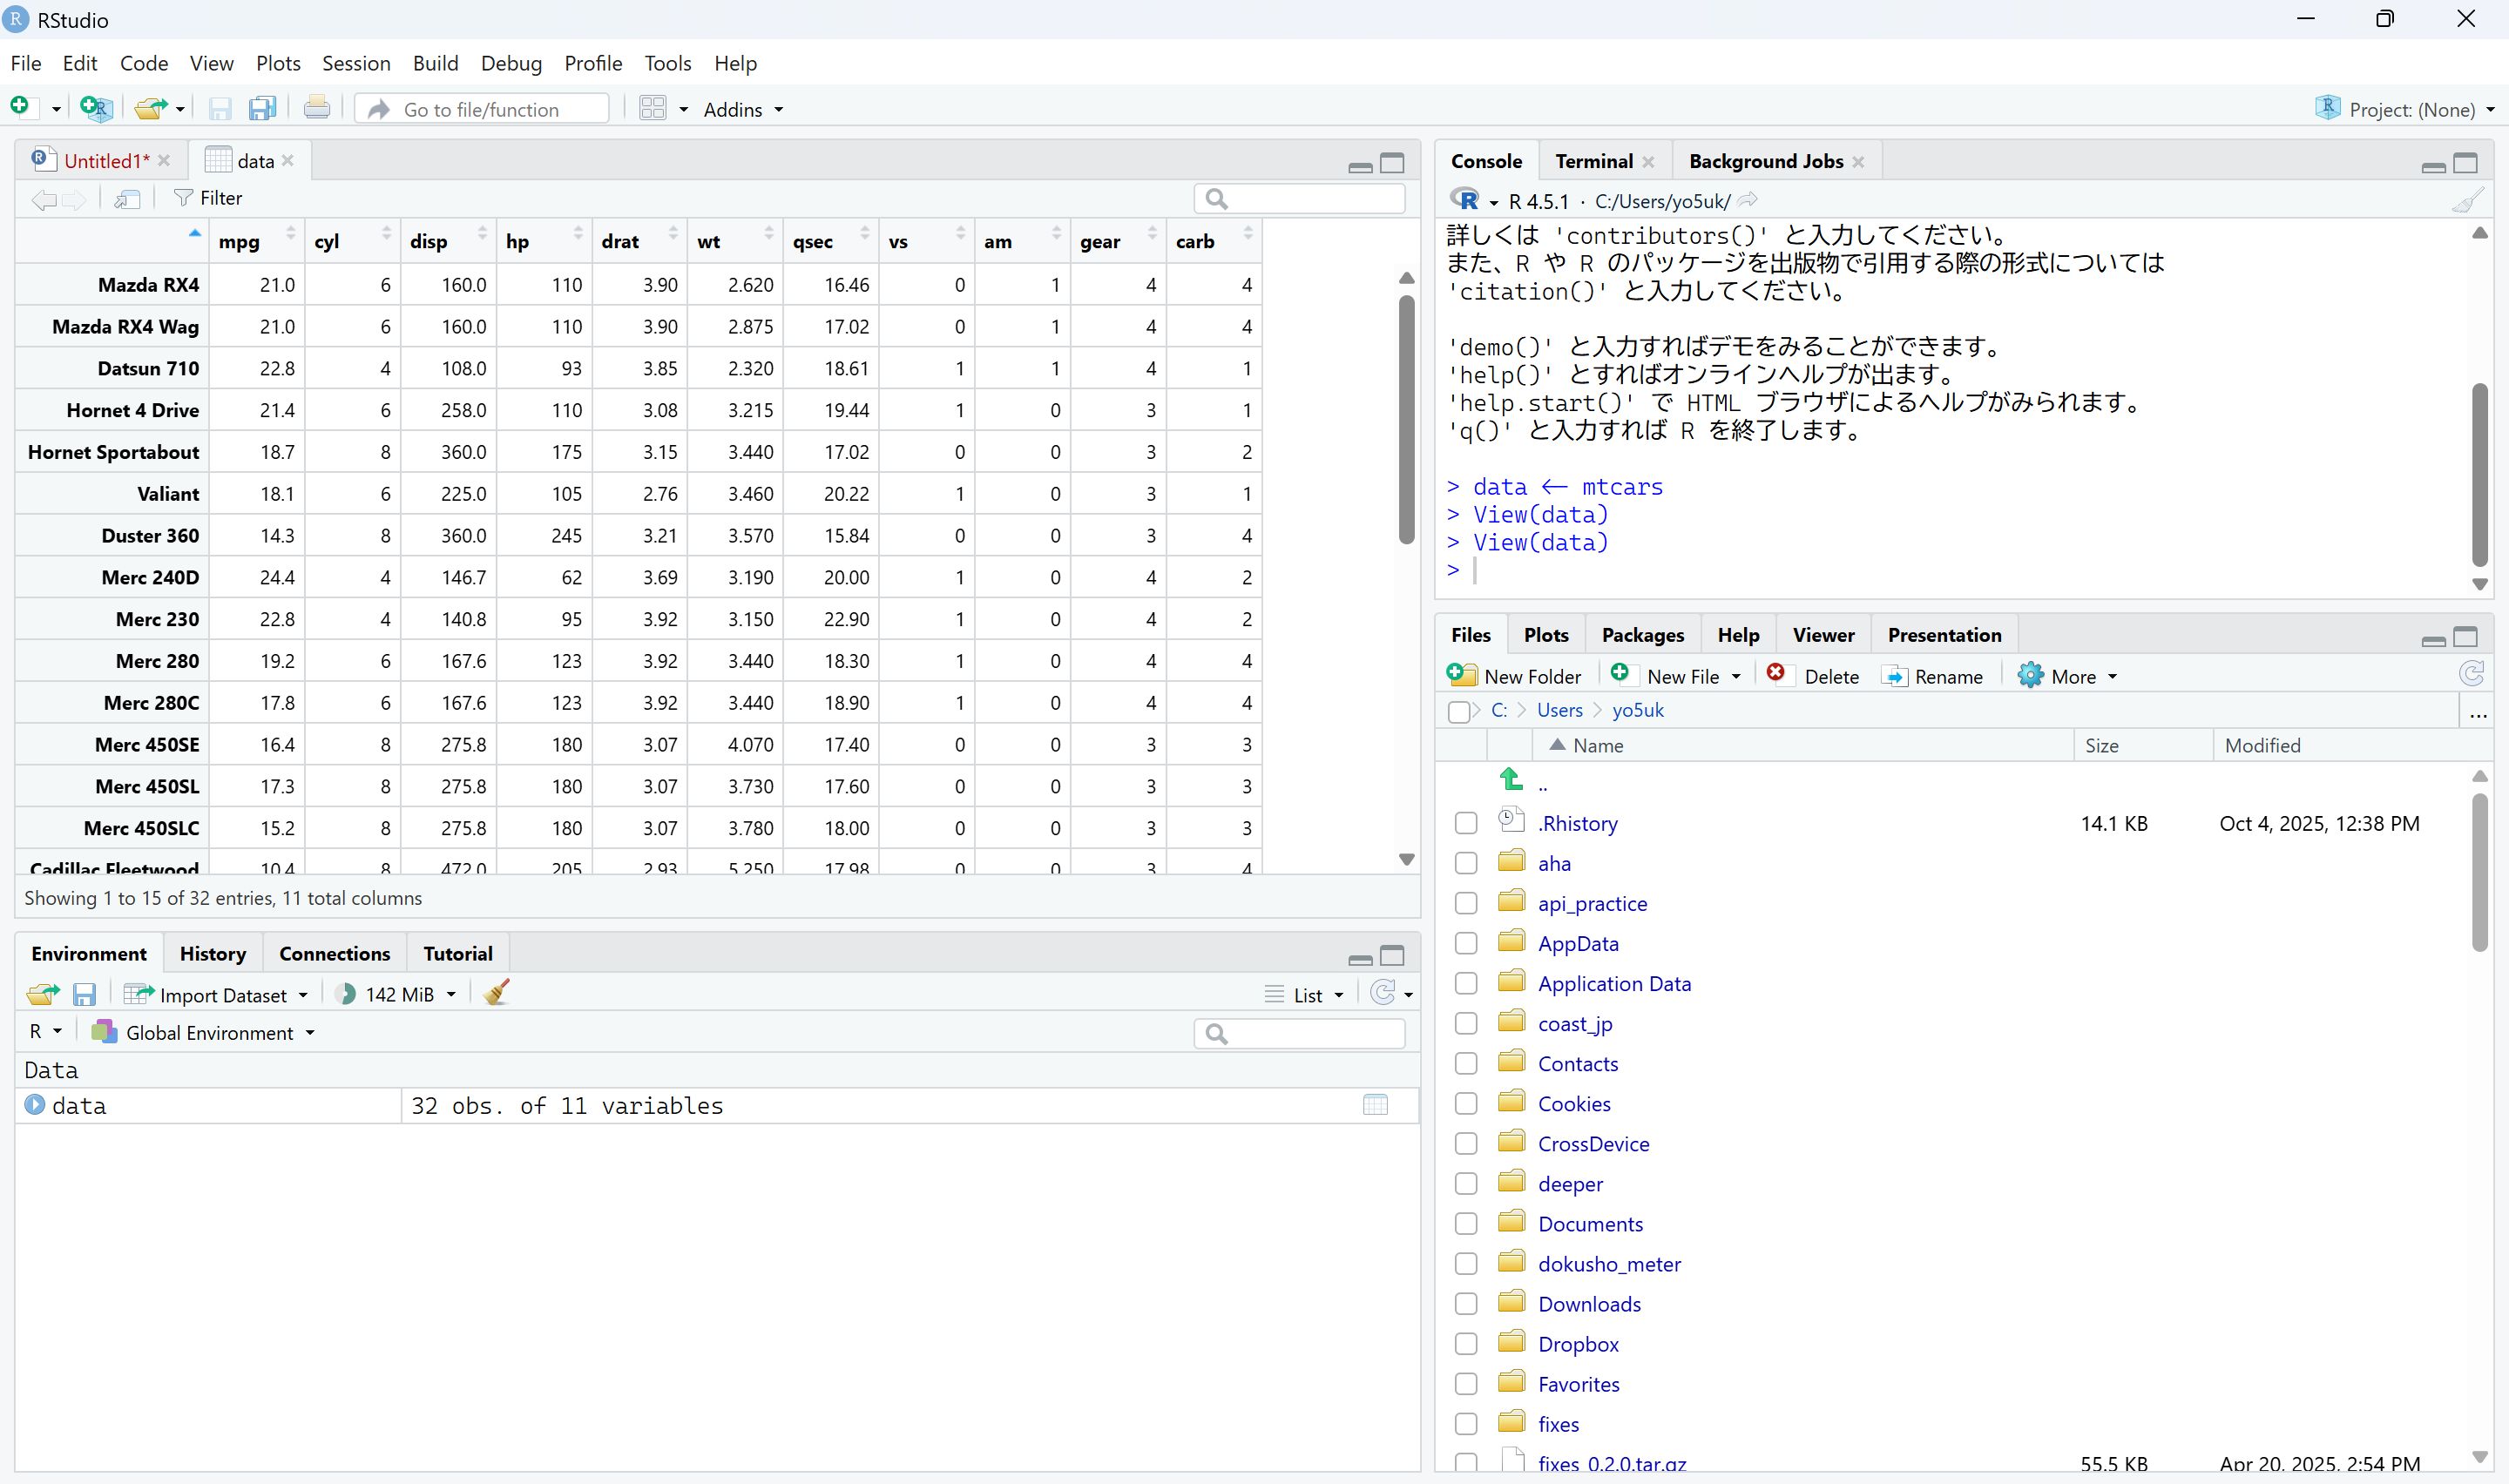 RStudio
File Edit Code View Plots Session Build Debug Profile Tools Help
Go to file/function Addins Project: (None)
Untitled1* data
Filter
mpg cyl disp hp drat wt qsec vs am gear carb
Mazda RX4 21.0 6 160.0 110 3.90 2.620 16.46 0 1 4 4
Mazda RX4 Wag 21.0 6 160.0 110 3.90 2.875 17.02 0 1 4 4
Datsun 710 22.8 4 108.0 93 3.85 2.320 18.61 1 1 4 1
Hornet 4 Drive 21.4 6 258.0 110 3.08 3.215 19.44 1 0 3 1
Hornet Sportabout 18.7 8 360.0 175 3.15 3.440 17.02 0 0 3 2
Valiant 18.1 6 225.0 105 2.76 3.460 20.22 1 0 3 1
Duster 360 14.3 8 360.0 245 3.21 3.570 15.84 0 0 3 4
Merc 240D 24.4 4 146.7 62 3.69 3.190 20.00 1 0 4 2
Merc 230 22.8 4 140.8 95 3.92 3.150 22.90 1 0 4 2
Merc 280 19.2 6 167.6 123 3.92 3.440 18.30 1 0 4 4
Merc 280C 17.8 6 167.6 123 3.92 3.440 18.90 1 0 4 4
Merc 450SE 16.4 8 275.8 180 3.07 4.070 17.40 0 0 3 3
Merc 450SL 17.3 8 275.8 180 3.07 3.730 17.60 0 0 3 3
Merc 450SLC 15.2 8 275.8 180 3.07 3.780 18.00 0 0 3 3
Cadillac Fleetwood 10.4 8 472.0 205 2.93 5.250 17.98 0 0 3 4
Showing 1 to 15 of 32 entries, 11 total columns
Environment History Connections Tutorial
Import Dataset 142 MiB List
R Global Environment
Data
data 32 obs. of 11 variables
Console Terminal Background Jobs
R 4.5.1 · C:/Users/yo5uk/
詳しくは 'contributors()' と入力してください。
また、R や R のパッケージを出版物で引用する際の形式については
'citation()' と入力してください。
'demo()' と入力すればデモをみることができます。
'help()' とすればオンラインヘルプが出ます。
'help.start()' で HTML ブラウザによるヘルプがみられます。
'q()' と入力すれば R を終了します。
> data <- mtcars
> View(data)
> View(data)
>
Files Plots Packages Help Viewer Presentation
New Folder New File Delete Rename More
C: Users yo5uk ...
Name Size Modified
..
.Rhistory 14.1 KB Oct 4, 2025, 12:38 PM
aha
api_practice
AppData
Application Data
coast_jp
Contacts
Cookies
CrossDevice
deeper
Documents
dokusho_meter
Downloads
Dropbox
Favorites
fixes
fixes_0.2.0.tar.gz 55.5 KB Apr 20, 2025, 2:54 PM